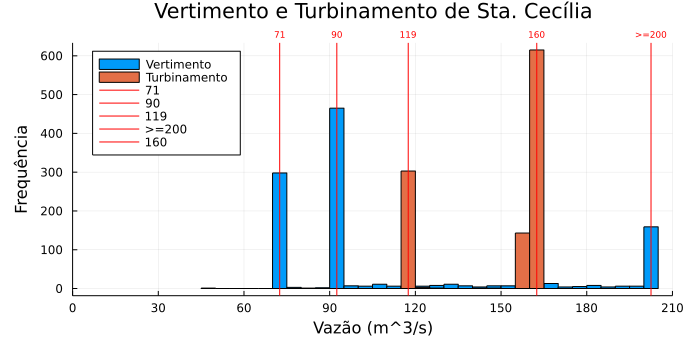 Vertimento e Turbinamento de Sta. Cecília
71 90 119 160 >=200
Vertimento
Turbinamento
71
90
119
>=200
160
Frequência
600
500
400
300
200
100
0
0 30 60 90 120 150 180 210
Vazão (m^3/s)